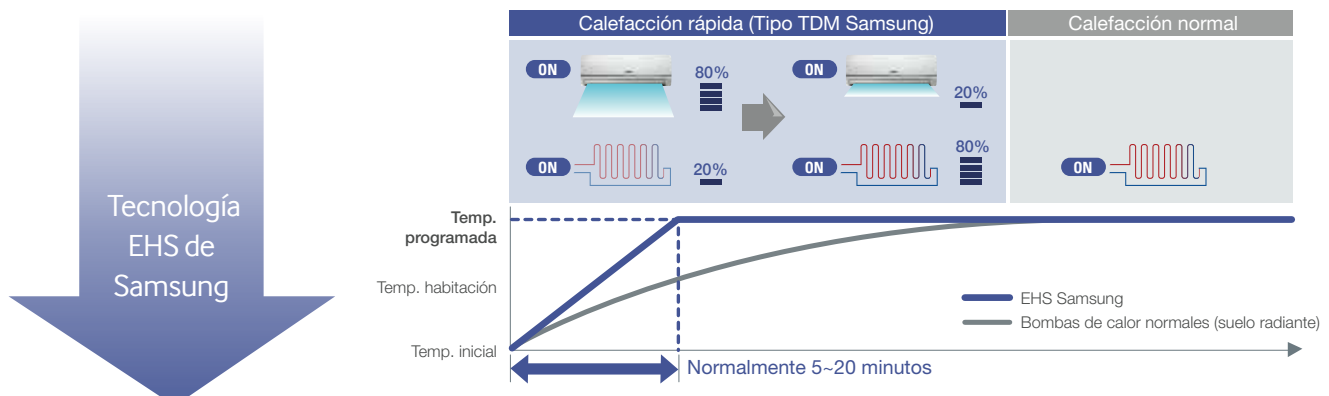 Tecnología
EHS de
Samsung
Calefacción rápida (Tipo TDM Samsung)
Calefacción normal
ON
80%
ON
20%
ON
20%
ON
80%
ON
Temp.
programada
Temp. habitación
Temp. inicial
EHS Samsung
Bombas de calor normales (suelo radiante)
Normalmente 5~20 minutos